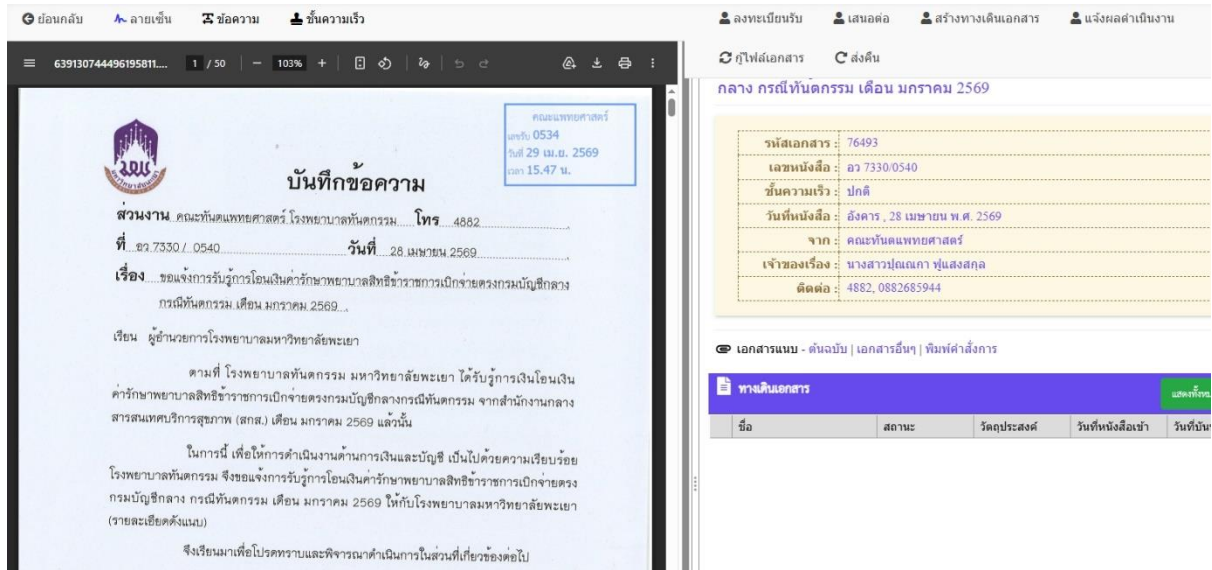 ย้อนกลับ ลายเซ็น ข้อความ ชั้นความเร็ว
639130744496195811.... 1 / 50 103%
คณะแพทยศาสตร์
เลขรับ 0534
วันที่ 29 เม.ย. 2569
เวลา 15.47 น.
บันทึกข้อความ
ส่วนงาน คณะทันตแพทยศาสตร์ โรงพยาบาลทันตกรรม โทร 4882
ที่ อว 7330 / 0540 วันที่ 28 เมษายน 2569
เรื่อง ขอแจ้งการรับรู้การโอนเงินค่ารักษาพยาบาลสิทธิข้าราชการเบิกจ่ายตรงกรมบัญชีกลาง
กรณีทันตกรรม เดือน มกราคม 2569
เรียน ผู้อำนวยการโรงพยาบาลมหาวิทยาลัยพะเยา
ตามที่ โรงพยาบาลทันตกรรม มหาวิทยาลัยพะเยา ได้รับรู้การเงินโอนเงิน
ค่ารักษาพยาบาลสิทธิข้าราชการเบิกจ่ายตรงกรมบัญชีกลางกรณีทันตกรรม จากสำนักงานกลาง
สารสนเทศบริการสุขภาพ (สกส.) เดือน มกราคม 2569 แล้วนั้น
ในการนี้ เพื่อให้การดำเนินงานด้านการเงินและบัญชี เป็นไปด้วยความเรียบร้อย
โรงพยาบาลทันตกรรม จึงขอแจ้งการรับรู้การโอนเงินค่ารักษาพยาบาลสิทธิข้าราชการเบิกจ่ายตรง
กรมบัญชีกลาง กรณีทันตกรรม เดือน มกราคม 2569 ให้กับโรงพยาบาลมหาวิทยาลัยพะเยา
(รายละเอียดดังแนบ)
จึงเรียนมาเพื่อโปรดทราบและพิจารณาดำเนินการในส่วนที่เกี่ยวข้องต่อไป
ลงทะเบียนรับ เสนอต่อ สร้างทางเดินเอกสาร แจ้งผลดำเนินงาน
กู้ไฟล์เอกสาร ส่งคืน
กลาง กรณีทันตกรรม เดือน มกราคม 2569
รหัสเอกสาร : 76493
เลขหนังสือ : อว 7330/0540
ชั้นความเร็ว : ปกติ
วันที่หนังสือ : อังคาร , 28 เมษายน พ.ศ. 2569
จาก : คณะทันตแพทยศาสตร์
เจ้าของเรื่อง : นางสาวปุณณภา ฟูแสงสกุล
ติดต่อ : 4882, 0882685944
เอกสารแนบ - ต้นฉบับ | เอกสารอื่นๆ | พิมพ์คำสั่งการ
ทางเดินเอกสาร
ชื่อ สถานะ วัตถุประสงค์ วันที่หนังสือเข้า